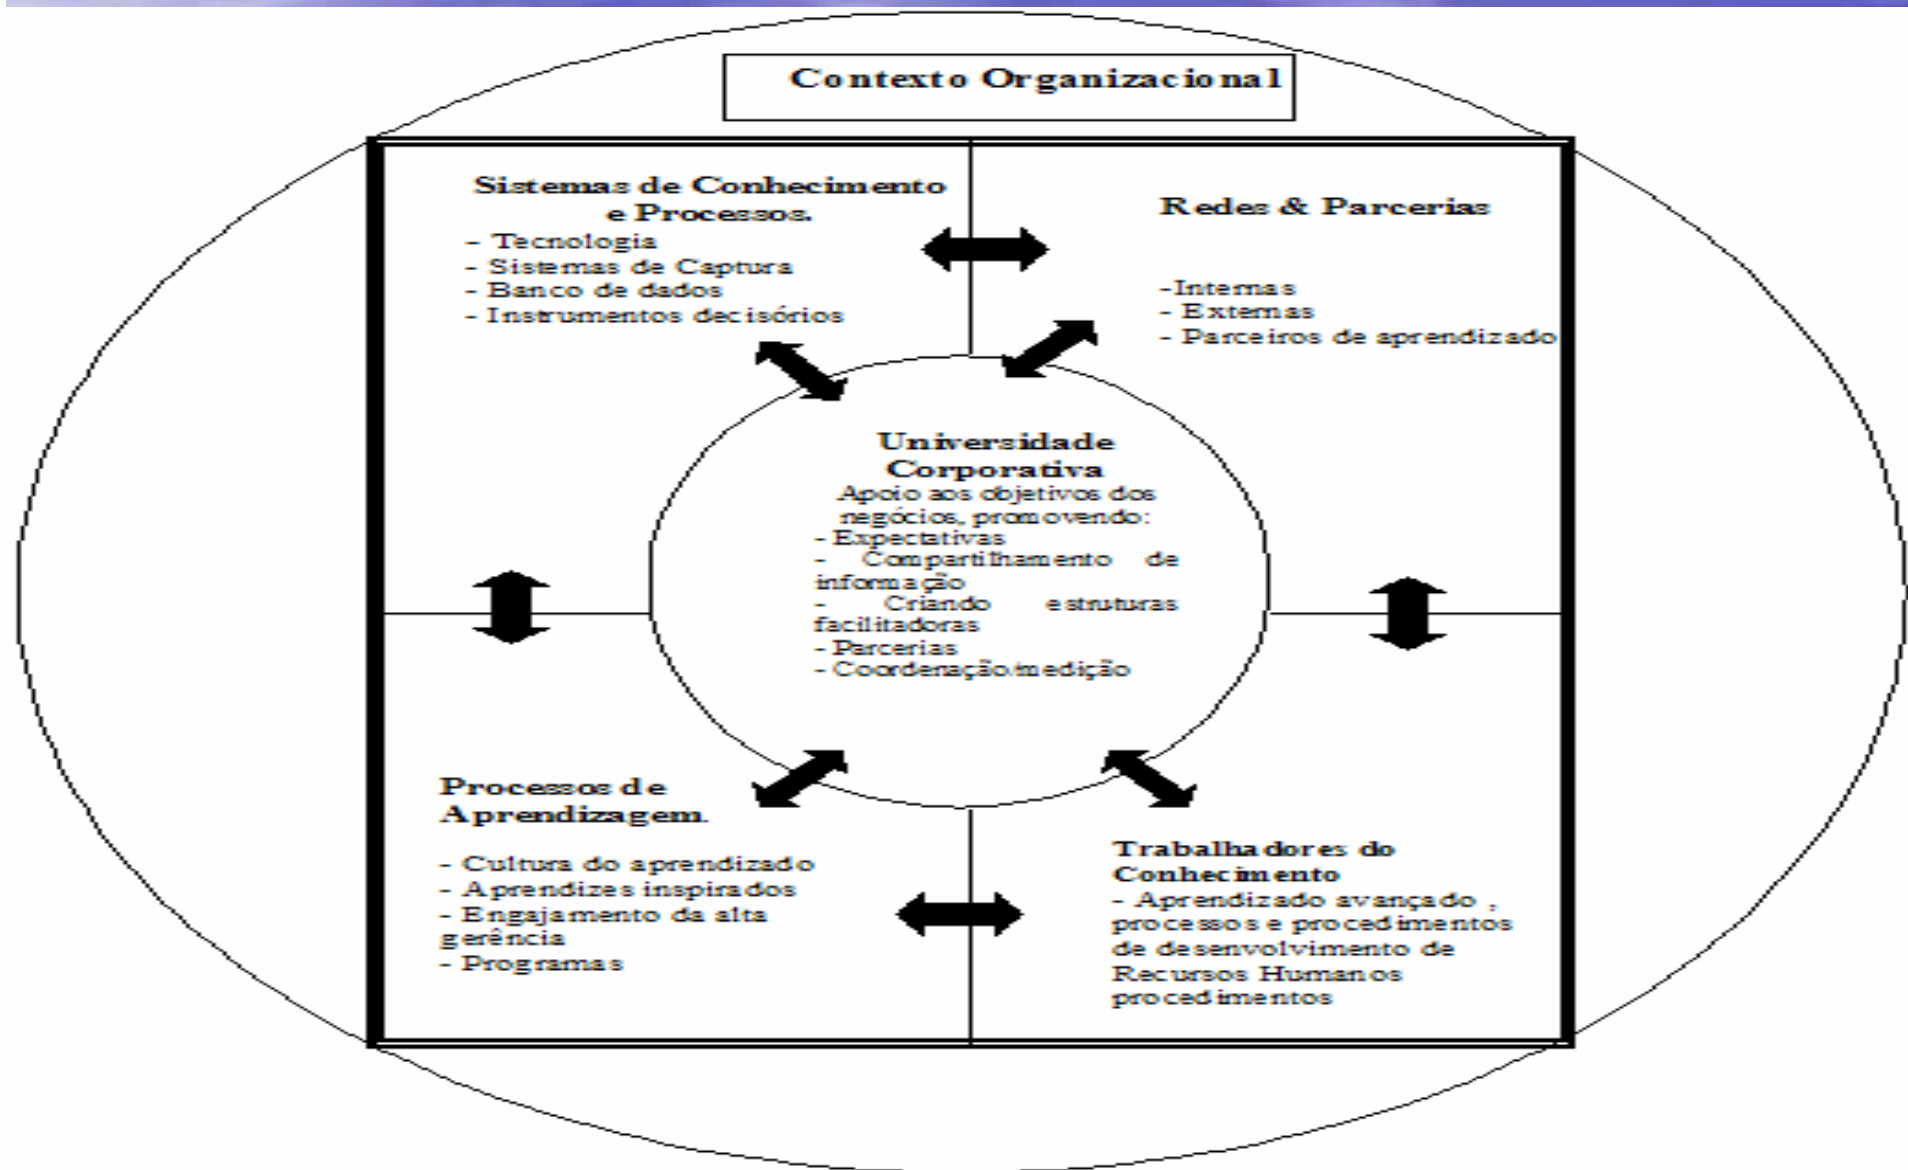 Contexto Organizacional
Sistemas de Conhecimento
e Processos.
- Tecnologia
- Sistemas de Captura
- Banco de dados
- Instrumentos decisórios
Redes & Parcerias
-Internas
- Externas
- Parceiros de aprendizado
Universidade
Corporativa
Apoio aos objetivos dos
negócios, promovendo:
- Expectativas
- Compartilhamento de
informação
- Criando estruturas
facilitadoras
- Parcerias
- Coordenação/medição
Processos de
Aprendizagem.
- Cultura do aprendizado
- Aprendizes inspirados
- Engajamento da alta
gerência
- Programas
Trabalhadores do
Conhecimento
- Aprendizado avançado ,
processos e procedimentos
de desenvolvimento de
Recursos Humanos
procedimentos